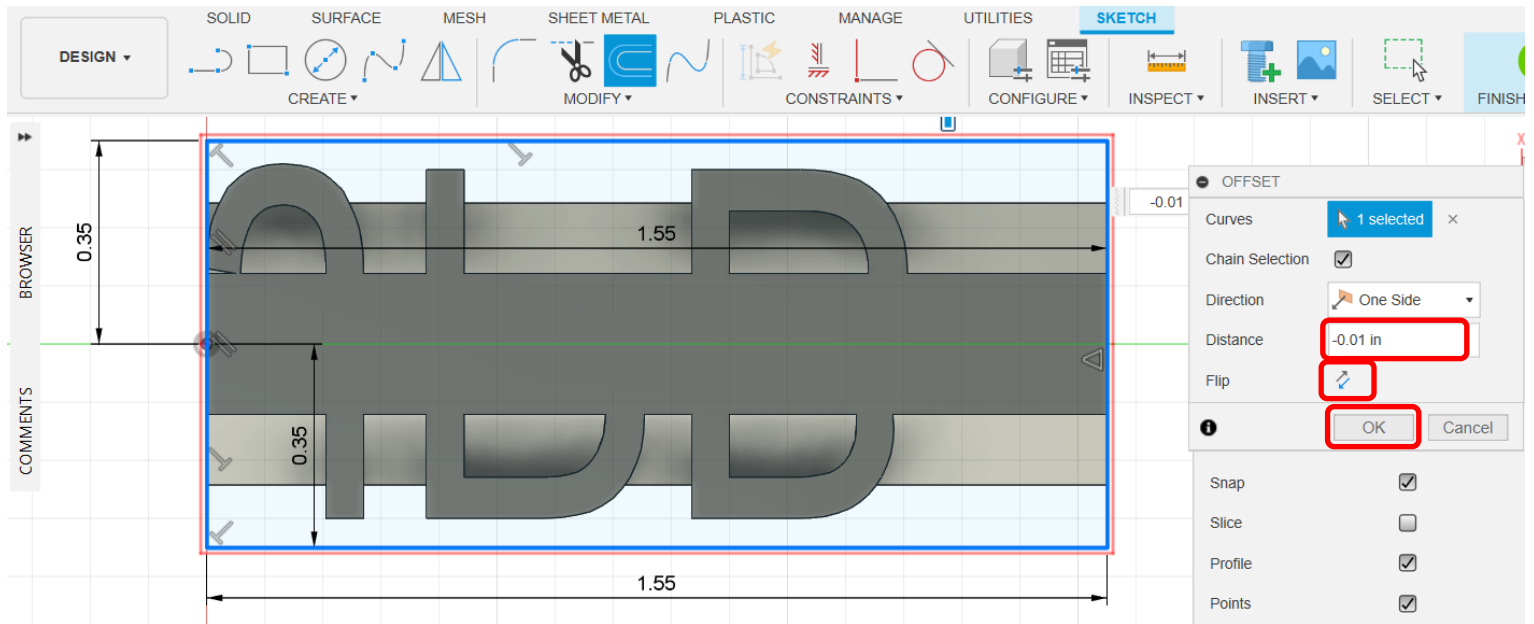 SOLID SURFACE MESH SHEET METAL PLASTIC MANAGE UTILITIES SKETCH
DESIGN ▾
CREATE ▾ MODIFY ▾ CONSTRAINTS ▾ CONFIGURE ▾ INSPECT ▾ INSERT ▾ SELECT ▾ FINISH
BROWSER
COMMENTS
0.35
1.55
0.35
1.55
-0.01
X
OFFSET
Curves 1 selected ×
Chain Selection
Direction One Side
Distance -0.01 in
Flip
OK Cancel
Snap
Slice
Profile
Points